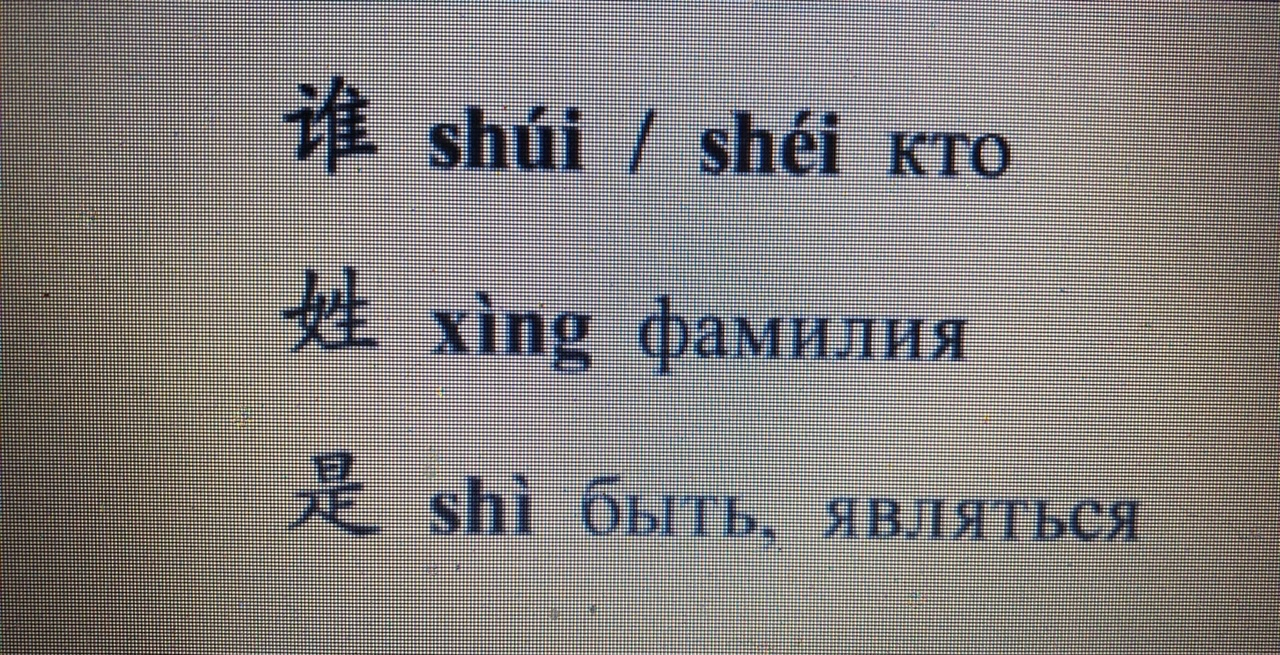 谁 shúi / shéi кто
姓 xìng фамилия
是 shì быть, являться